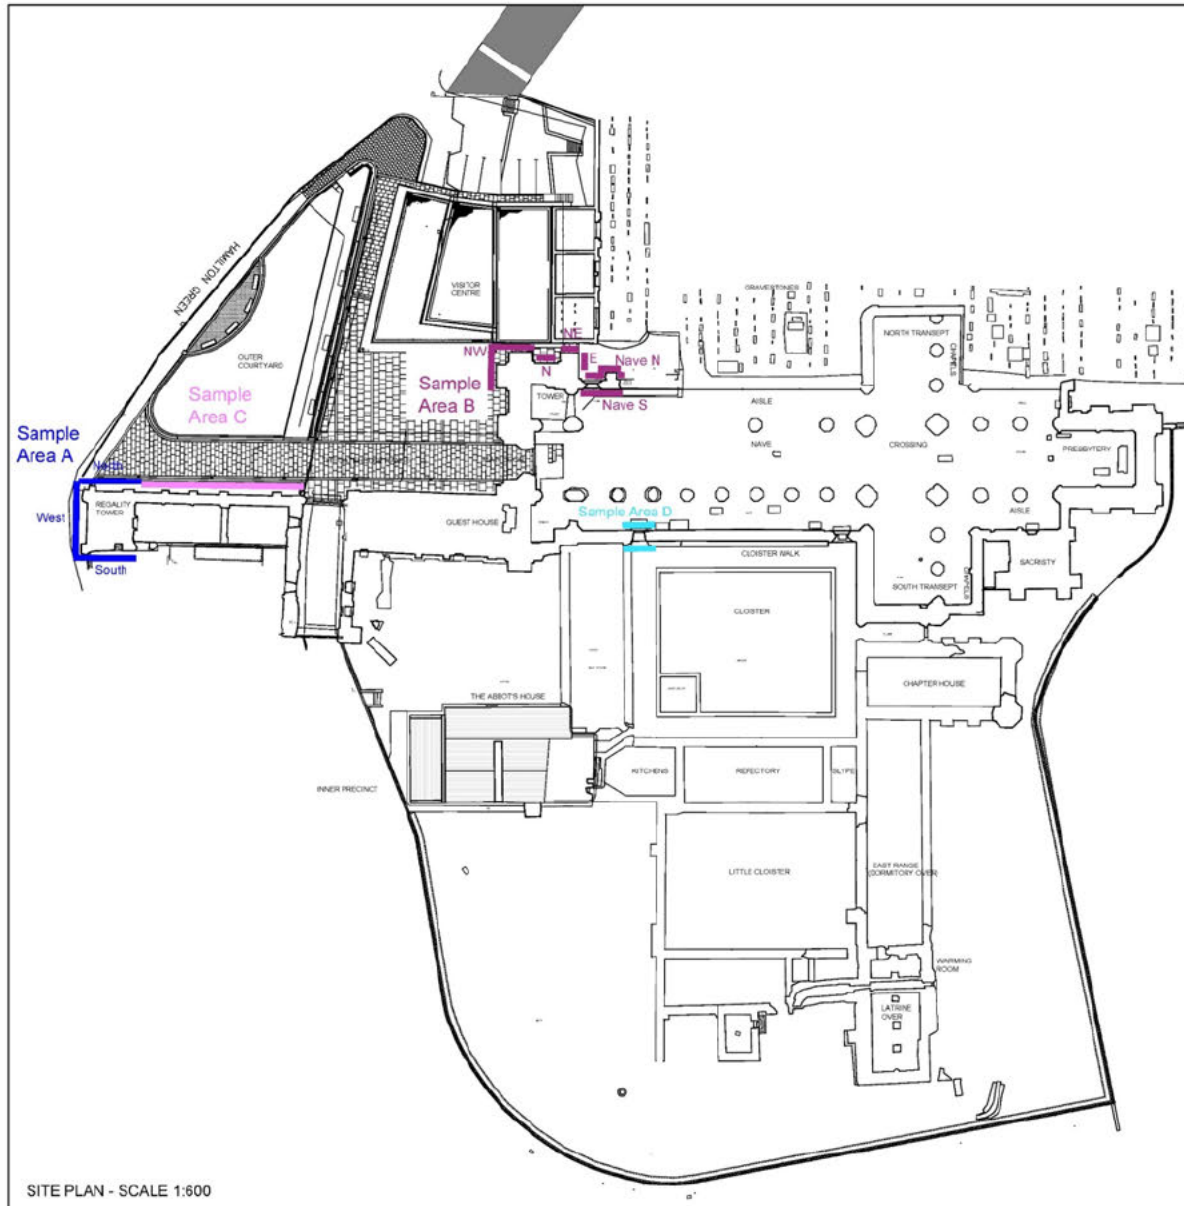 HAMILTON GREEN
VISITOR
CENTRE
GRAVESTONES
NORTH TRANSEPT
CHAPELS
NW
NE
N
E
Nave N
Nave S
OUTER
COURTYARD
Sample
Area C
Sample
Area B
TOWER
AISLE
NAVE
CROSSING
PRESBYTERY
Sample
Area A
North
West
South
REGALITY
TOWER
GUEST HOUSE
Sample Area D
AISLE
CLOISTER WALK
SACRISTY
SOUTH TRANSEPT
CHAPELS
CLOISTER
CHAPTER HOUSE
THE ABBOT'S HOUSE
KITCHENS
REFECTORY
SLYPE
INNER PRECINCT
LITTLE CLOISTER
EAST RANGE
(DORMITORY OVER)
WARMING
ROOM
LATRINE
OVER
SITE PLAN - SCALE 1:600